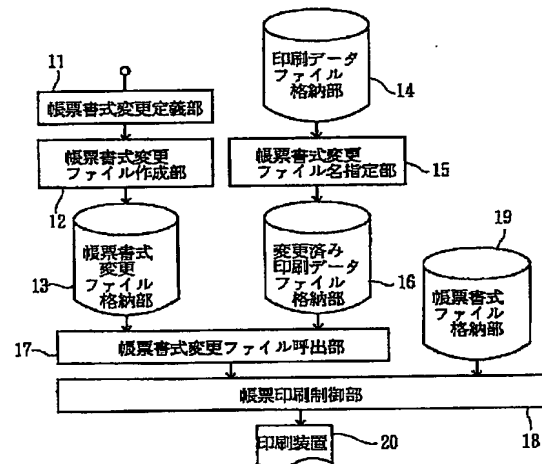 11
帳票書式変更定義部
帳票書式変更
ファイル作成部
12
帳票書式
変更
ファイル
格納部
13
印刷データ
ファイル
格納部
14
帳票書式変更
ファイル名指定部
15
変更済み
印刷データ
ファイル
格納部
16
19
帳票書式
ファイル
格納部
17
帳票書式変更ファイル呼出部
帳票印刷制御部
18
印刷装置
20